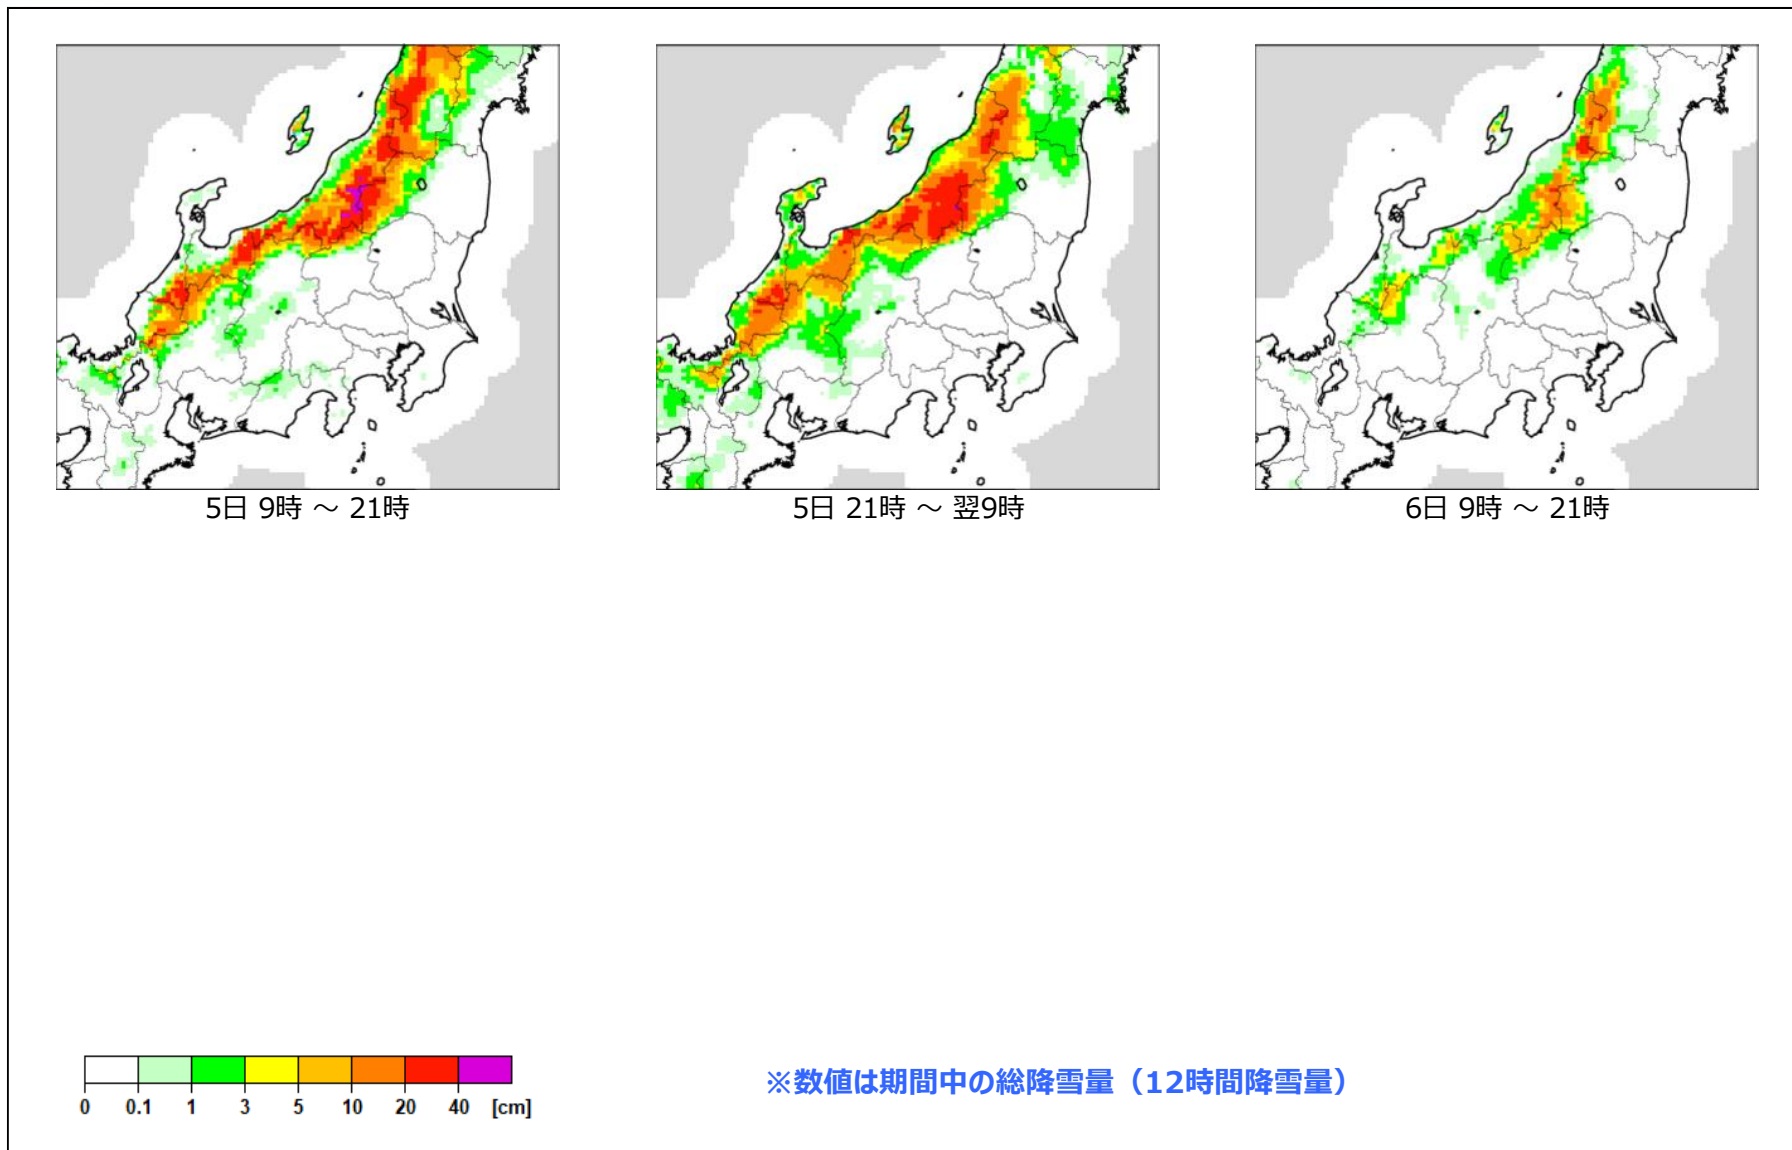 5日 9時 ～ 21時
5日 21時 ～ 翌9時
6日 9時 ～ 21時
0 0.1 1 3 5 10 20 40 [cm]
※数値は期間中の総降雪量（12時間降雪量）